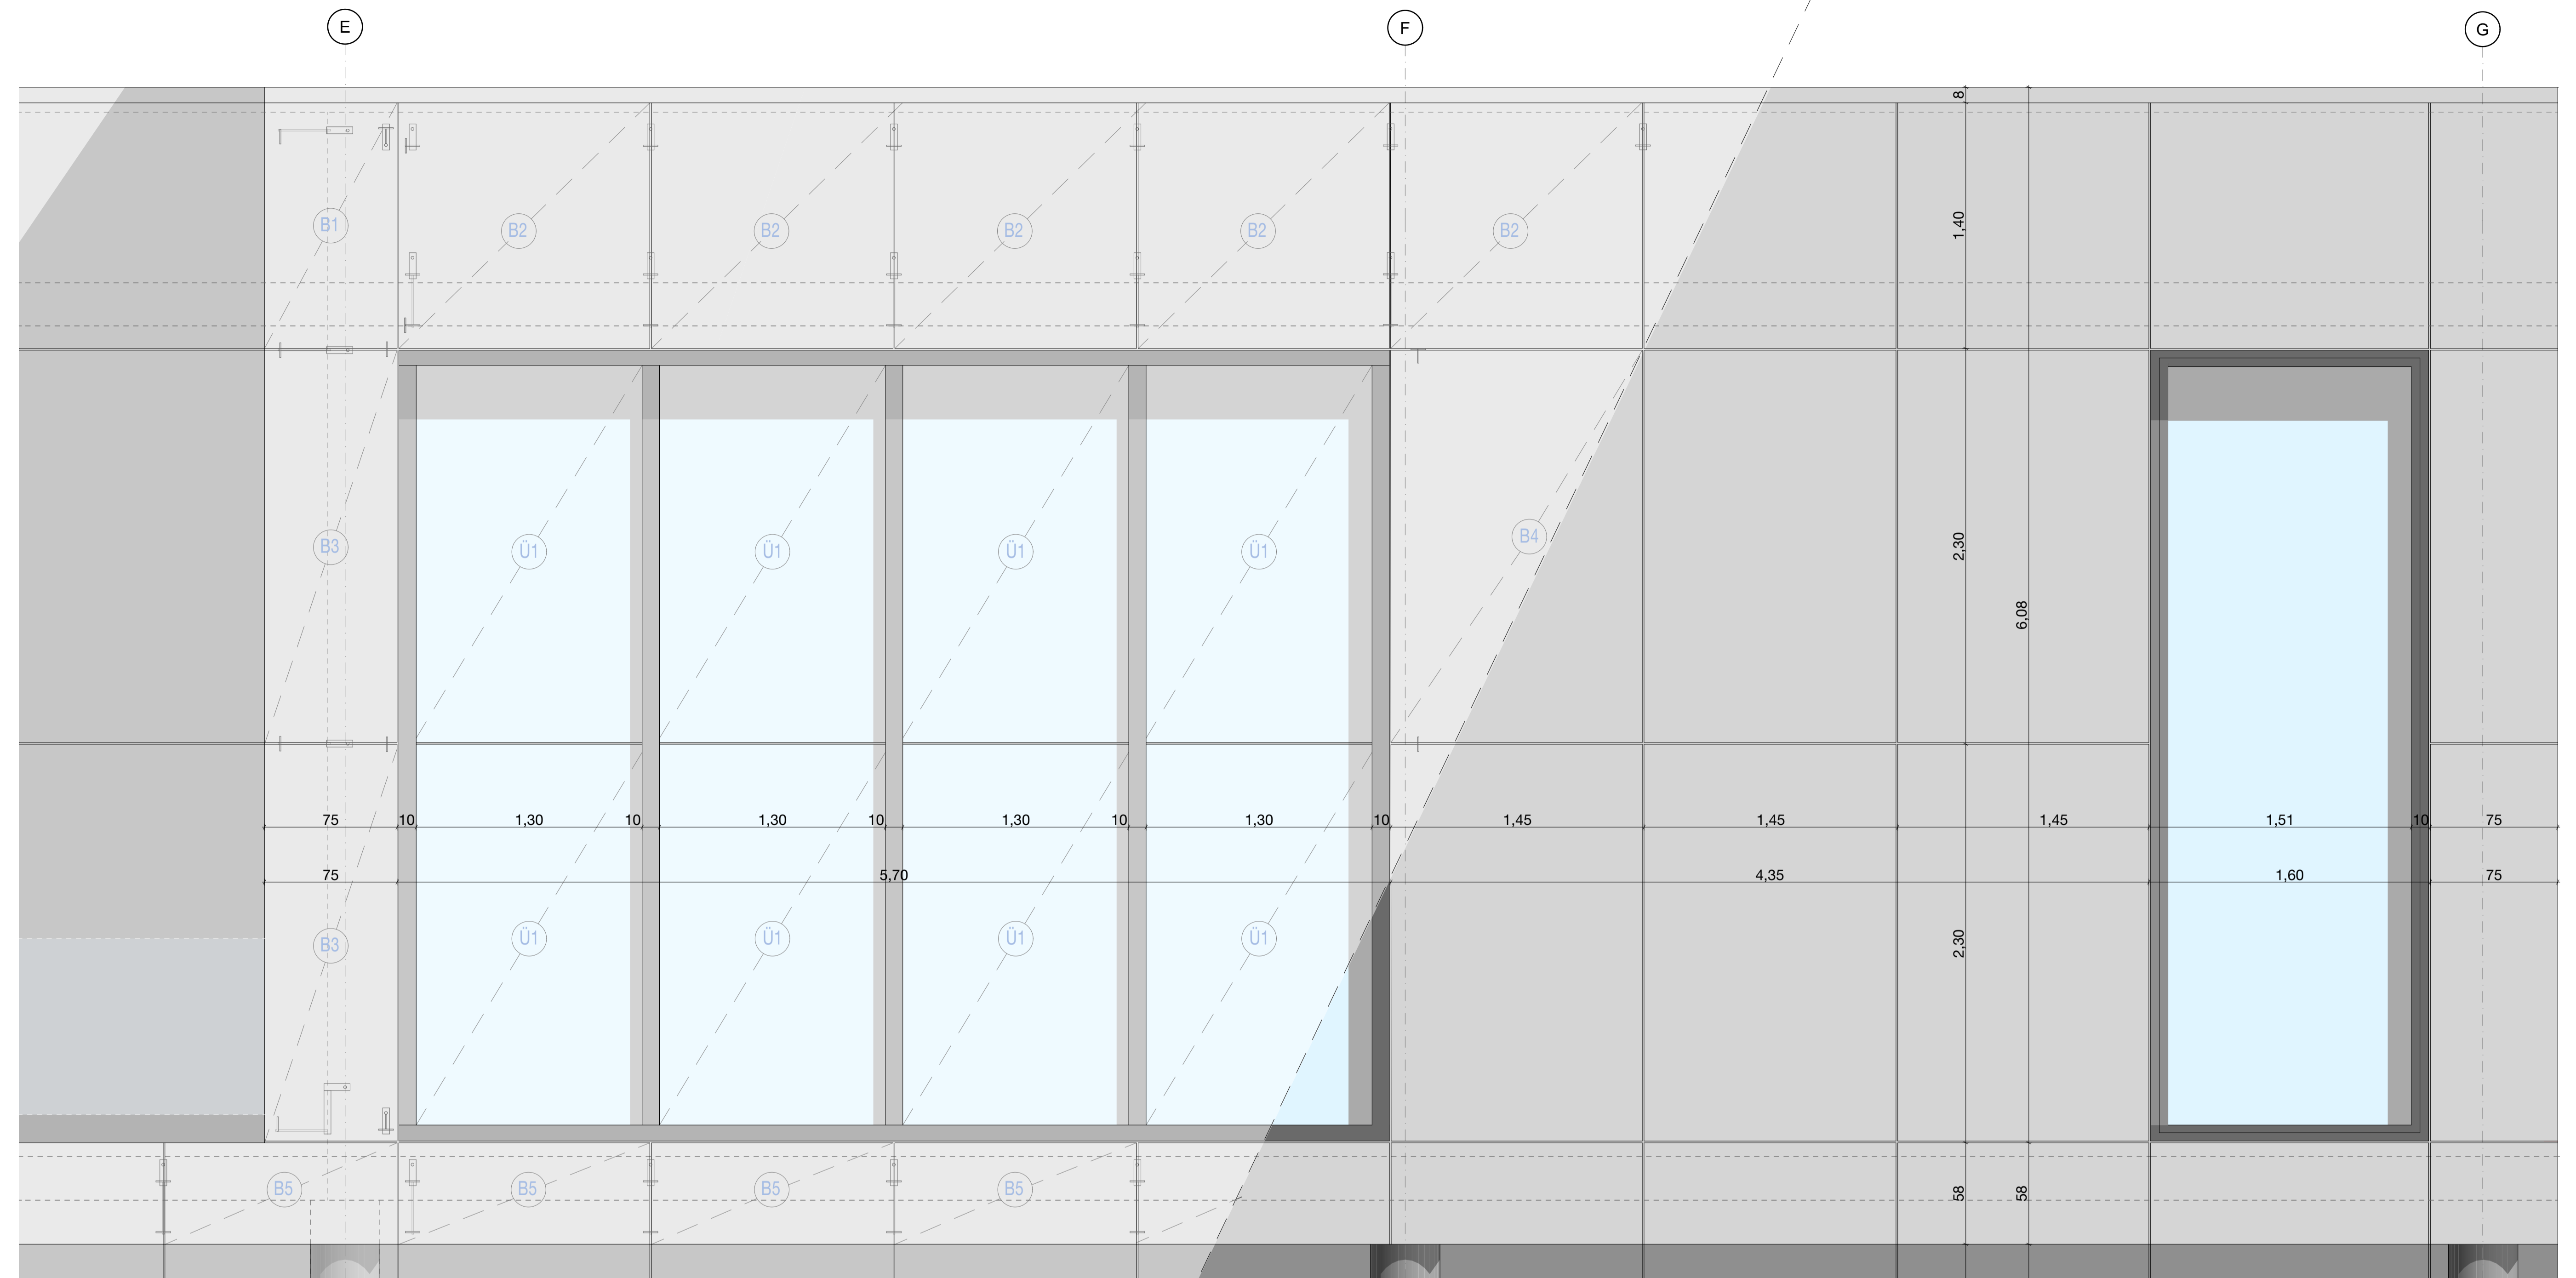 E F G
8
B1 B2 B2 B2 B2 B2 1,40
B3 Ü1 Ü1 Ü1 Ü1 B4 2,30
6,08
75 10 1,30 10 1,30 10 1,30 10 1,30 10 1,45 1,45 1,45 1,51 10 75
75 5,70 4,35 1,60 75
B3 Ü1 Ü1 Ü1 Ü1 2,30
B5 B5 B5 B5 58 58